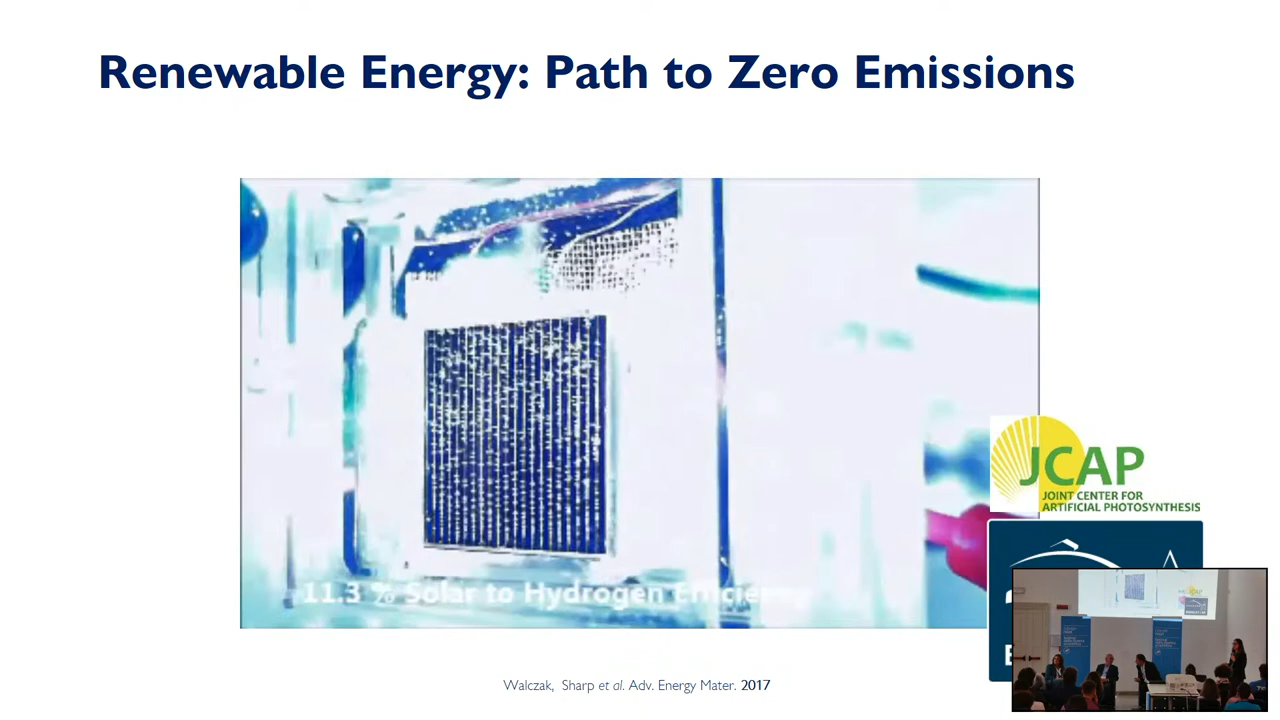 Renewable Energy: Path to Zero Emissions
JCAP
JOINT CENTER FOR
ARTIFICIAL PHOTOSYNTHESIS
11.3 % Solar to Hydrogen Efficiency
Walczak, Sharp et al. Adv. Energy Mater. 2017